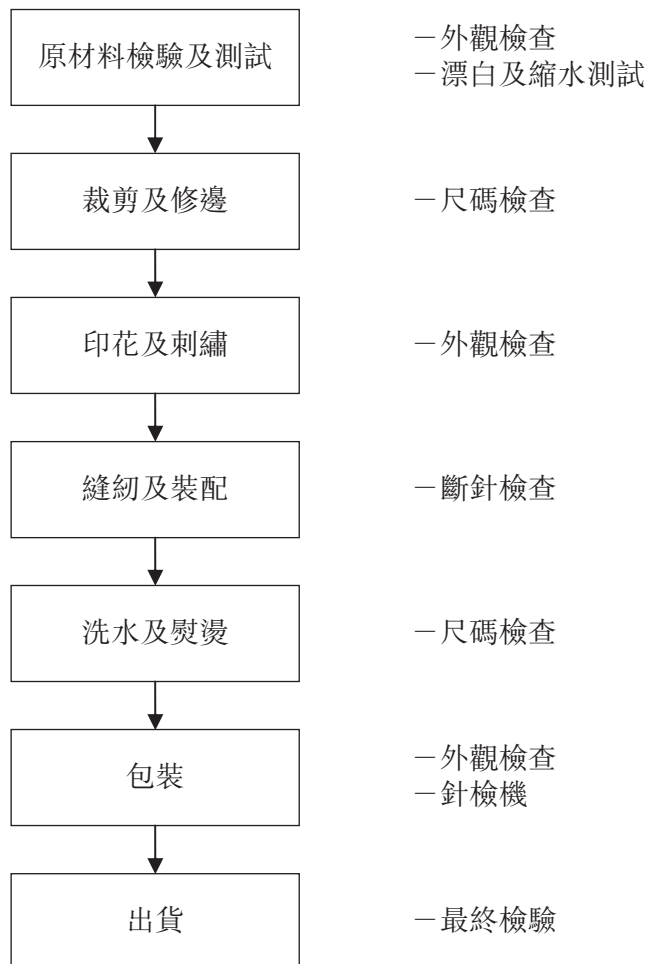 原材料檢驗及測試
－外觀檢查
－漂白及縮水測試
裁剪及修邊
－尺碼檢查
印花及刺繡
－外觀檢查
縫紉及裝配
－斷針檢查
洗水及熨燙
－尺碼檢查
包裝
－外觀檢查
－針檢機
出貨
－最終檢驗